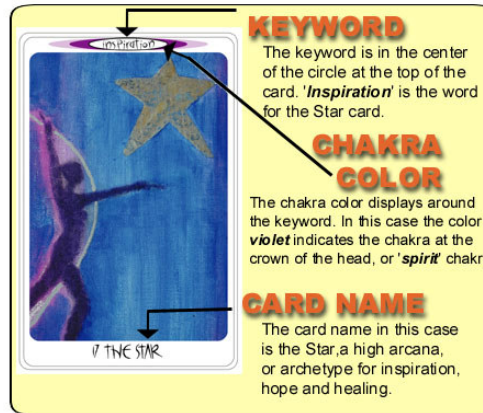 inspiration
KEYWORD
The keyword is in the center
of the circle at the top of the
card. 'Inspiration' is the word
for the Star card.
CHAKRA
COLOR
The chakra color displays around
the keyword. In this case the color
violet indicates the chakra at the
crown of the head, or 'spirit' chakr
CARD NAME
The card name in this case
is the Star,a high arcana,
or archetype for inspiration,
hope and healing.
17 THE STAR